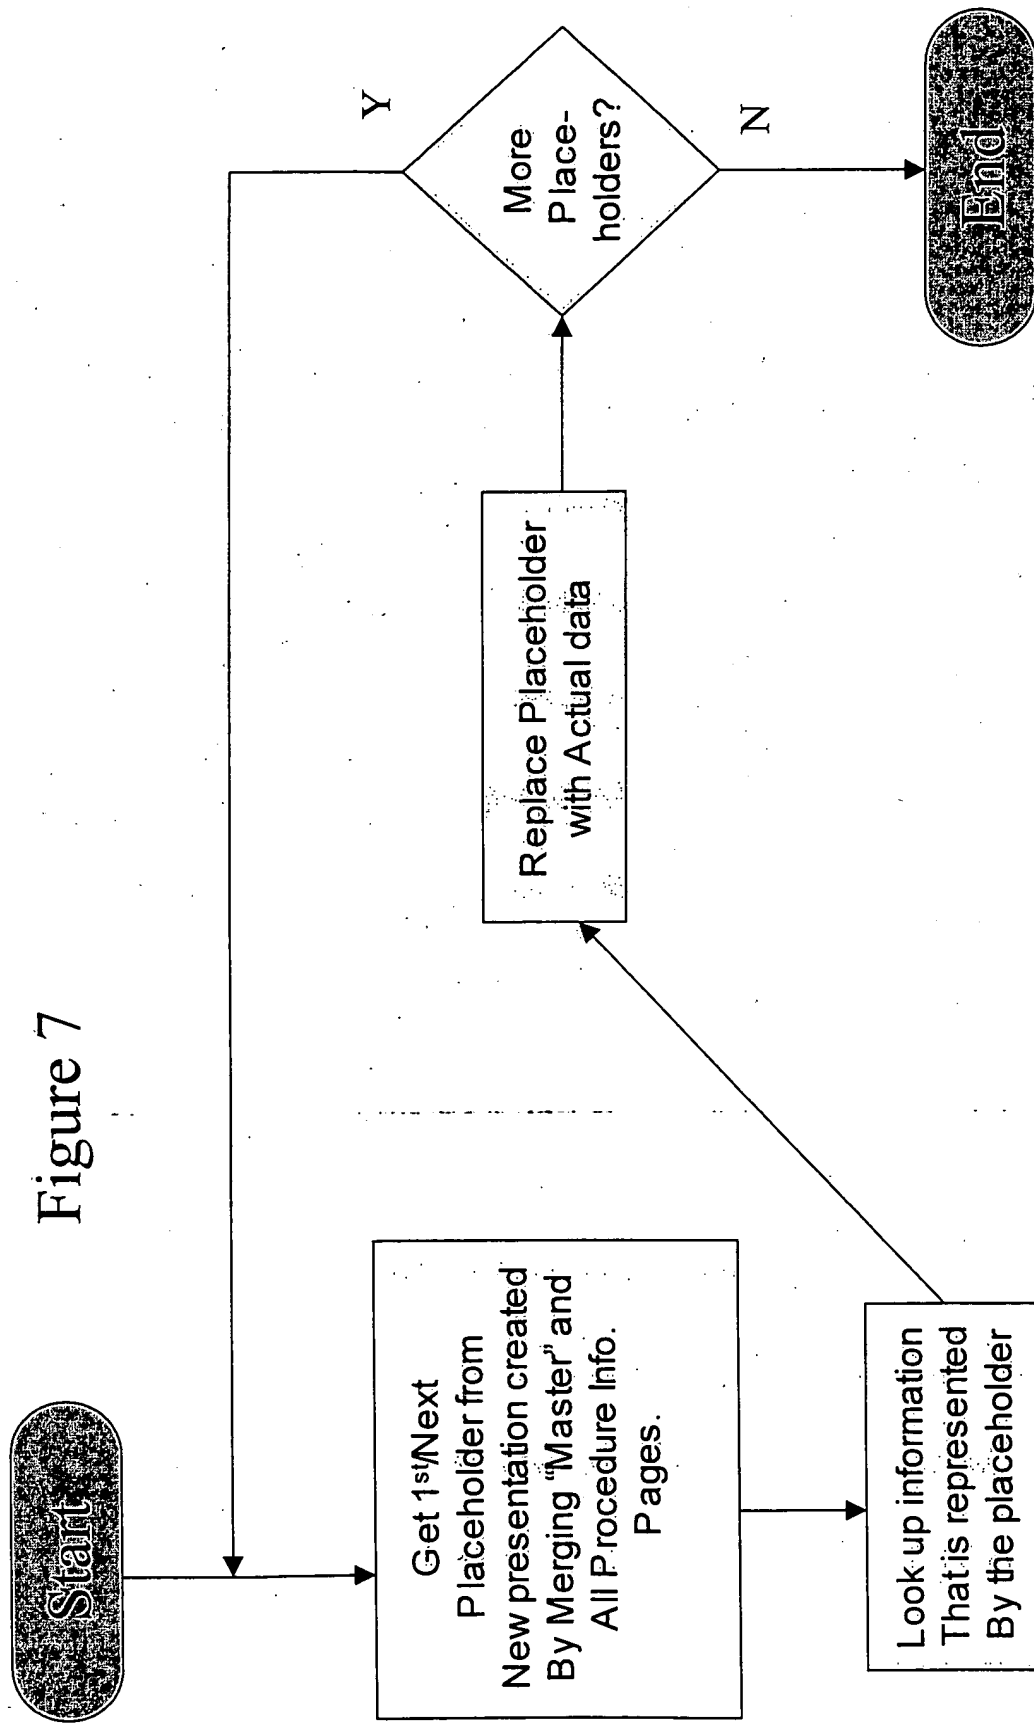 Figure 7
Start
Get 1st/Next
Placeholder from
New presentation created
By Merging "Master" and
All Procedure Info.
Pages.
Look up information
That is represented
By the placeholder
Replace Placeholder
with Actual data
More
Place-
holders?
Y
N
End